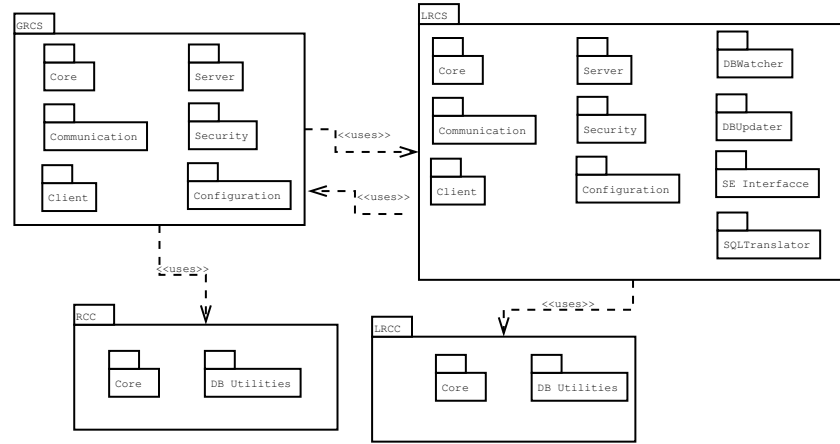 GRCS
Core
Server
Communication
Security
Client
Configuration
<<uses>>
<<uses>>
LRCS
Core
Server
DBWatcher
Communication
Security
DBUpdater
Client
Configuration
SE Interfacce
SQLTranslator
<<uses>>
<<uses>>
RCC
Core
DB Utilities
LRCC
Core
DB Utilities